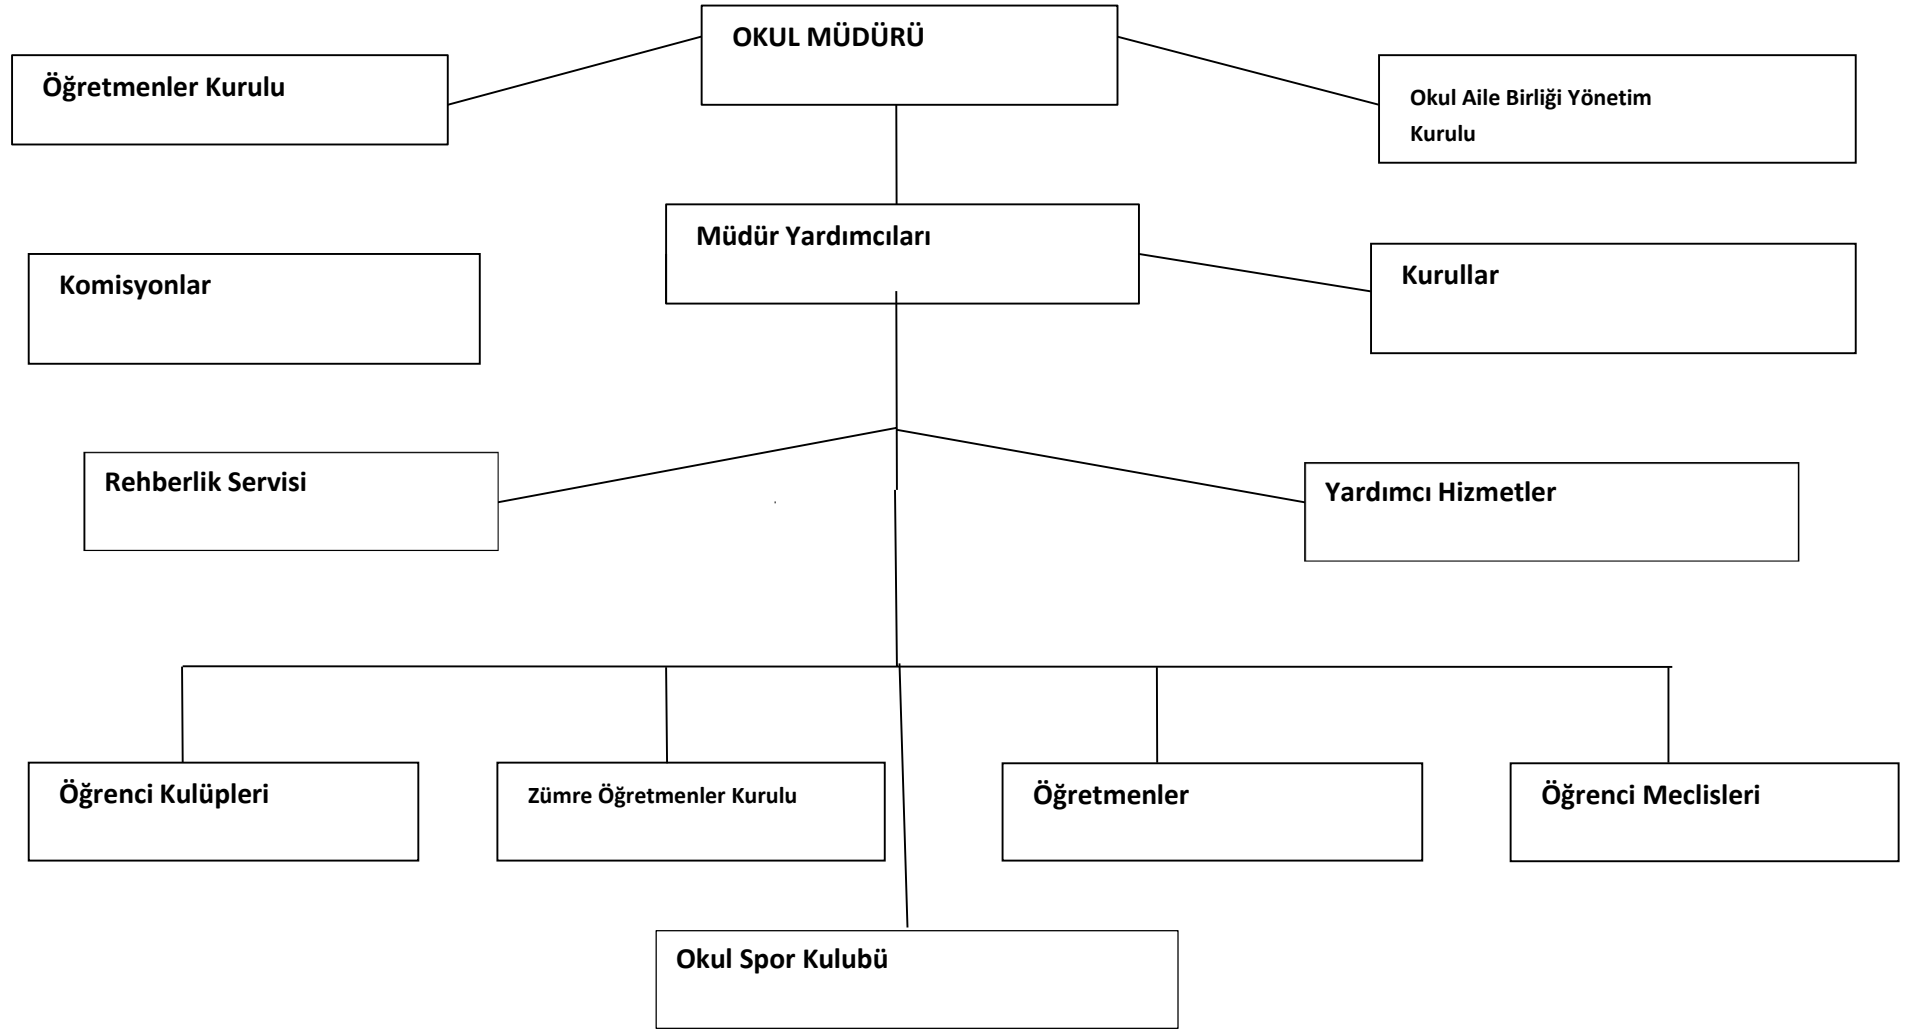 OKUL MÜDÜRÜ
Öğretmenler Kurulu
Okul Aile Birliği Yönetim
Kurulu
Müdür Yardımcıları
Komisyonlar
Kurullar
Rehberlik Servisi
Yardımcı Hizmetler
Öğrenci Kulüpleri
Zümre Öğretmenler Kurulu
Öğretmenler
Öğrenci Meclisleri
Okul Spor Kulubü